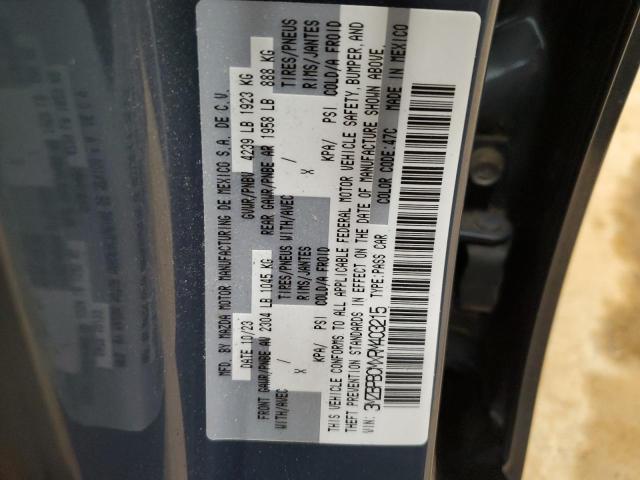 MFD. BY MAZDA MOTOR MANUFACTURING DE MEXICO S.A. DE C.V.
DATE 10/23 GVWR/PNBV 4239 LB 1923 KG
FRONT GAWR/PNBE AV 2304 LB 1045 KG REAR GAWR/PNBE AR 1958 LB 888 KG
WITH/AVEC TIRES/PNEUS WITH/AVEC TIRES/PNEUS
/ RIMS/JANTES / RIMS/JANTES
X COLD/A FROID X COLD/A FROID
KPA/ PSI KPA/ PSI
THIS VEHICLE CONFORMS TO ALL APPLICABLE FEDERAL MOTOR VEHICLE SAFETY, BUMPER, AND
THEFT PREVENTION STANDARDS IN EFFECT ON THE DATE OF MANUFACTURE SHOWN ABOVE.
VIN: TYPE:PASS CAR COLOR CODE: 47C MADE IN MEXICO